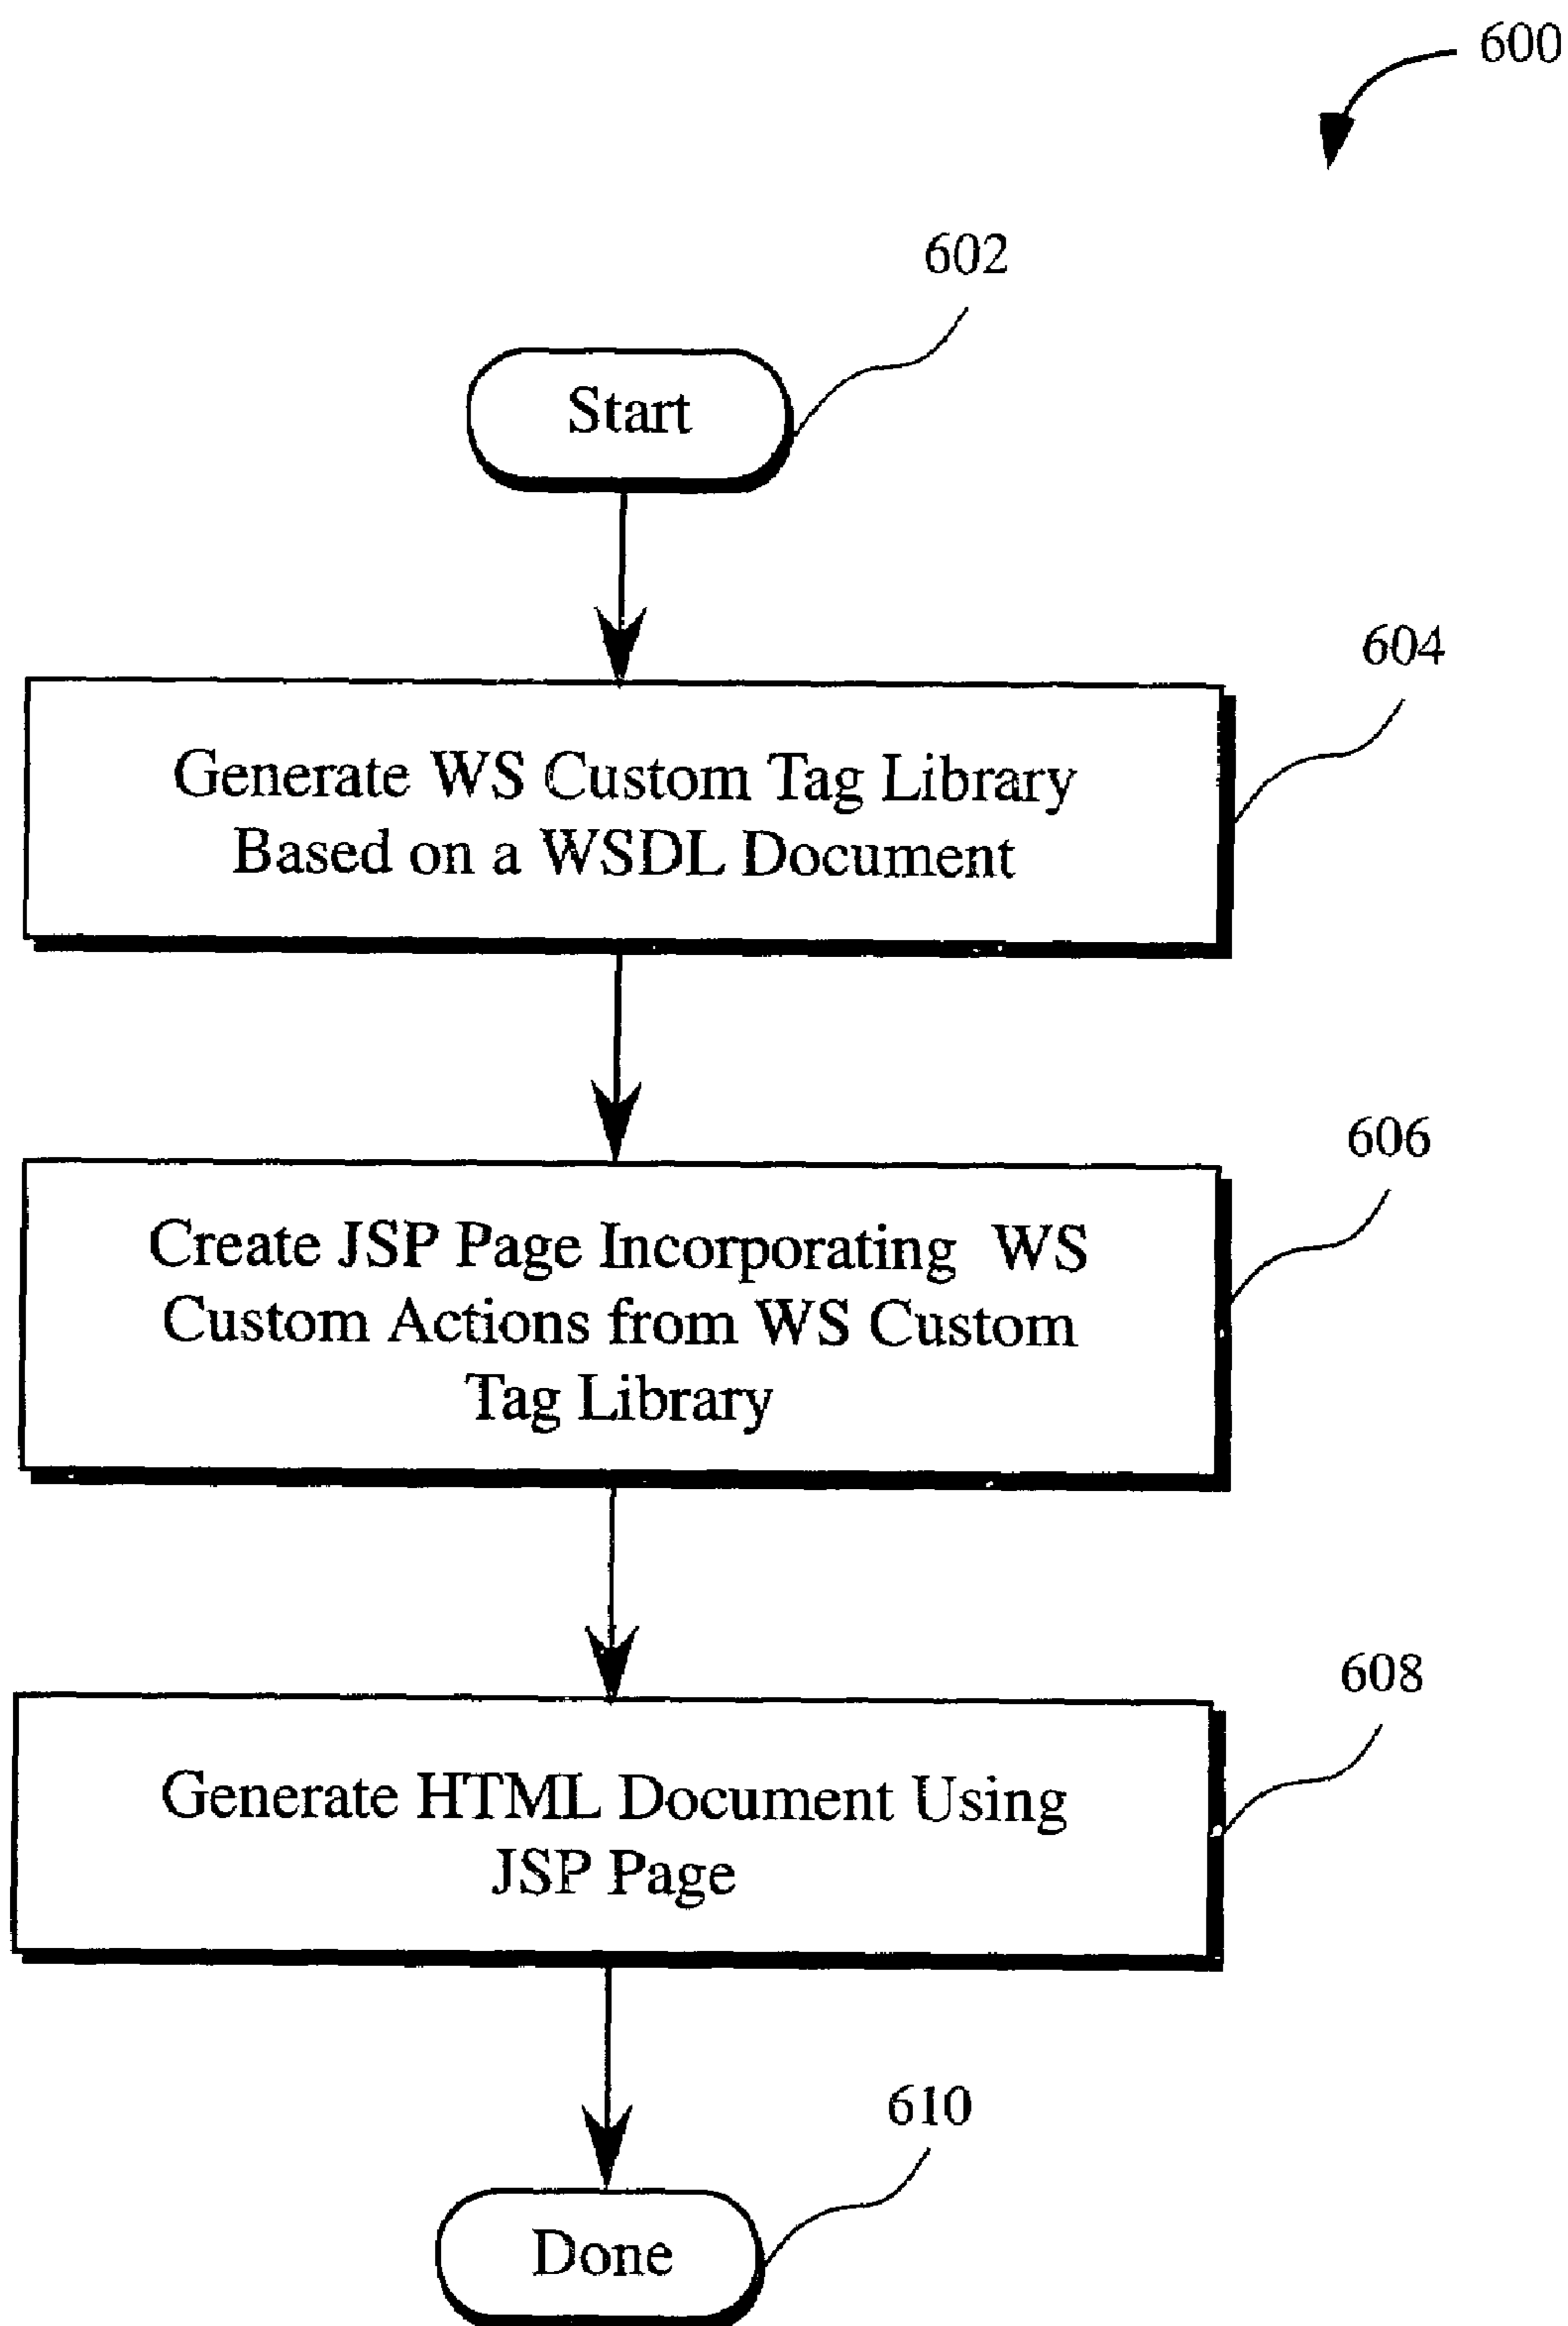 600
602
Start
604
Generate WS Custom Tag Library
Based on a WSDL Document
606
Create JSP Page Incorporating WS
Custom Actions from WS Custom
Tag Library
608
Generate HTML Document Using
JSP Page
610
Done